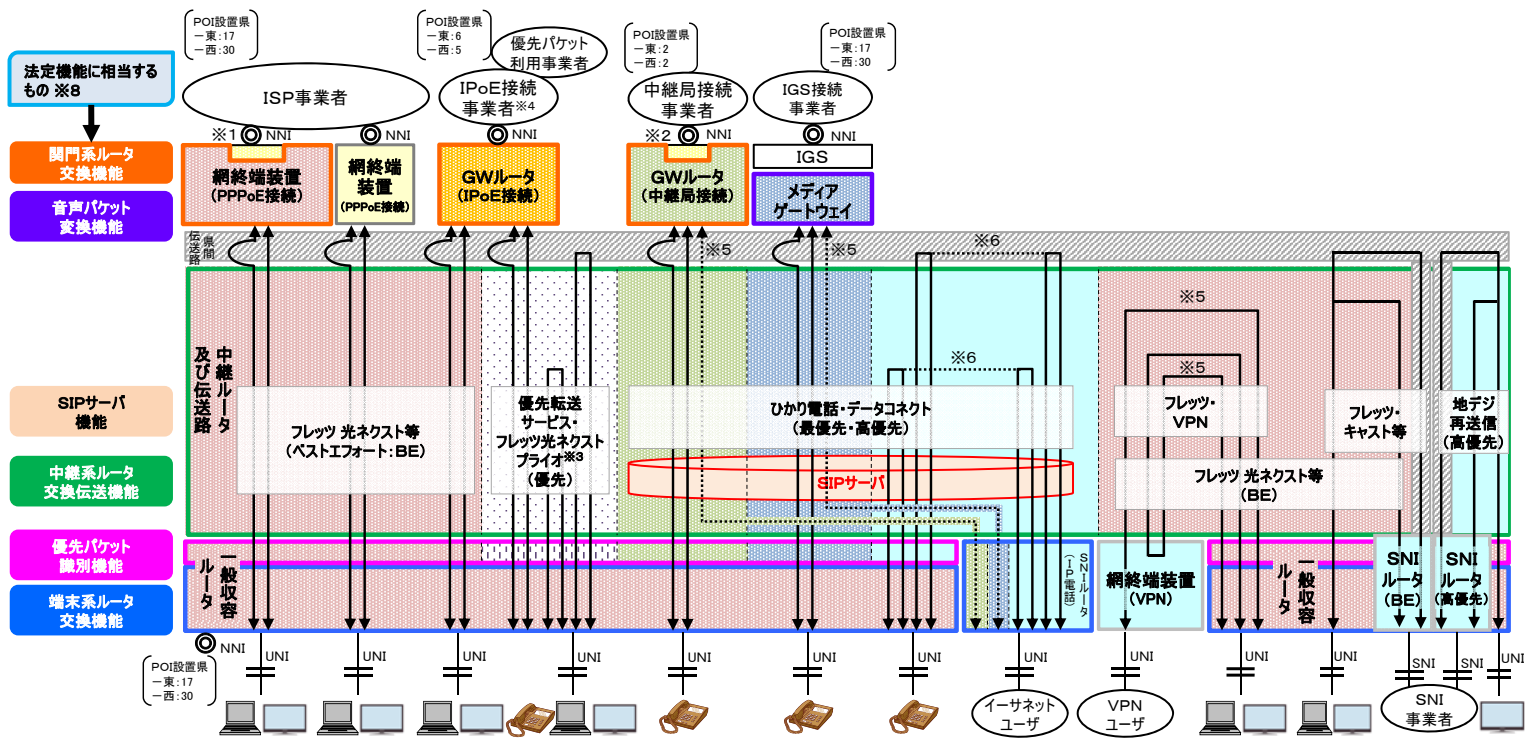 POI設置県
－東：17
－西：30
POI設置県
－東：6
－西：5
優先パケット
利用事業者
POI設置県
－東：2
－西：2
POI設置県
－東：17
－西：30
法定機能に相当する
もの ※8
ISP事業者
IPoE接続
事業者※4
中継局接続
事業者
IGS接続
事業者
※1
NNI
NNI
NNI
※2
NNI
NNI
関門系ルータ
交換機能
音声パケット
変換機能
網終端装置
(PPPoE接続)
網終端
装置
(PPPoE接続)
GWルータ
(IPoE接続)
GWルータ
(中継局接続)
IGS
メディア
ゲートウェイ
県間
伝送路
※5
※5
※6
※5
※6
※5
中継ルータ
及び伝送路
SIPサーバ
機能
フレッツ 光ネクスト等
(ベストエフォート：BE)
優先転送
サービス・
フレッツ光ネクスト
プライオ※3
(優先)
ひかり電話・データコネクト
(最優先・高優先)
SIPサーバ
フレッツ・
VPN
フレッツ 光ネクスト等
(BE)
フレッツ・
キャスト等
地デジ
再送信
(高優先)
中継系ルータ
交換伝送機能
優先パケット
識別機能
端末系ルータ
交換機能
一般収容
ルータ
SNIルータ
(IP電話)
網終端装置
(VPN)
一般収容
ルータ
SNI
ルータ
(BE)
SNI
ルータ
(高優先)
NNI
POI設置県
－東：17
－西：30
UNI
UNI
UNI
UNI
UNI
UNI
UNI
UNI
UNI
UNI
UNI
SNI
SNI
UNI
イーサネット
ユーザ
VPN
ユーザ
SNI
事業者